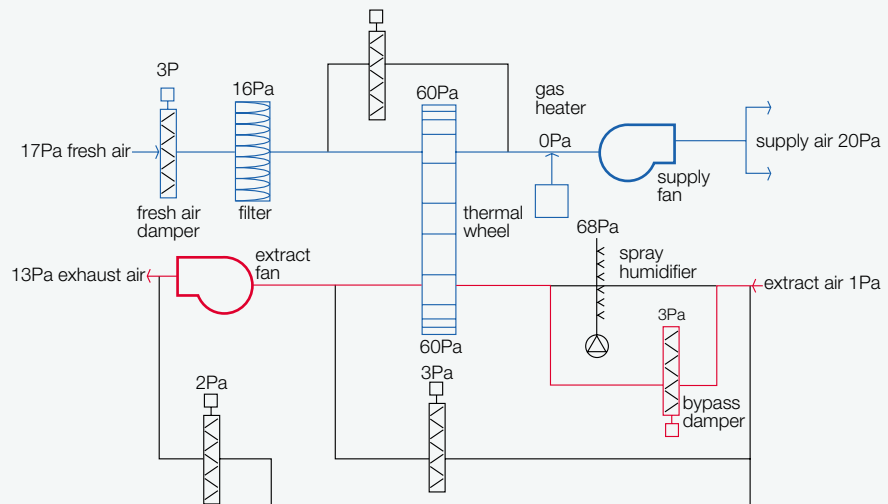 3P
16Pa
60Pa
gas
heater
0Pa
17Pa fresh air
supply air 20Pa
supply
fan
fresh air
damper
filter
thermal
wheel
68Pa
spray
humidifier
extract
fan
13Pa exhaust air
extract air 1Pa
3Pa
60Pa
2Pa
3Pa
bypass
damper